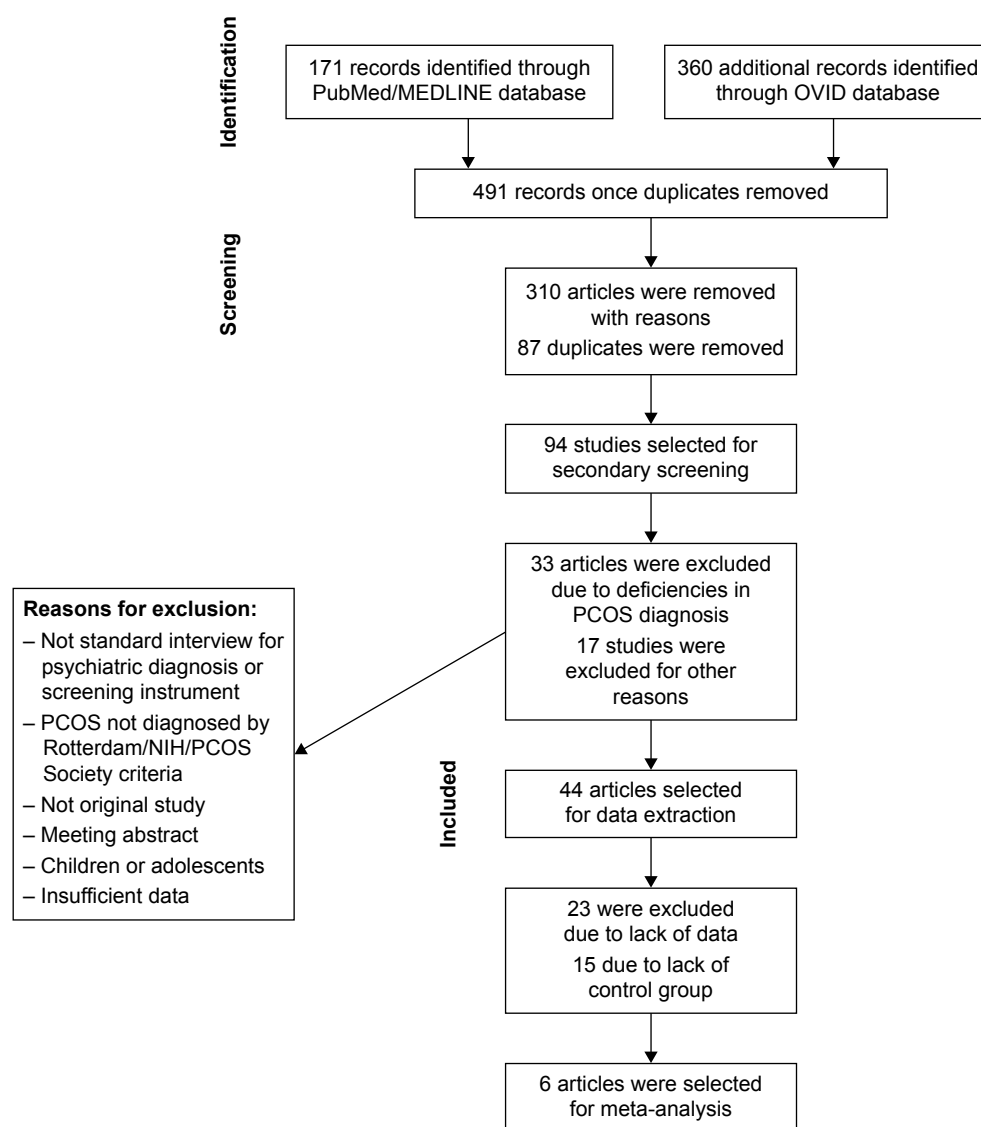 Identification
171 records identified through
PubMed/MEDLINE database
360 additional records identified
through OVID database
491 records once duplicates removed
Screening
310 articles were removed
with reasons
87 duplicates were removed
94 studies selected for
secondary screening
33 articles were excluded
due to deficiencies in
PCOS diagnosis
17 studies were
excluded for other
reasons
Reasons for exclusion:
– Not standard interview for
psychiatric diagnosis or
screening instrument
– PCOS not diagnosed by
Rotterdam/NIH/PCOS
Society criteria
– Not original study
– Meeting abstract
– Children or adolescents
– Insufficient data
Included
44 articles selected
for data extraction
23 were excluded
due to lack of data
15 due to lack of
control group
6 articles were selected
for meta-analysis